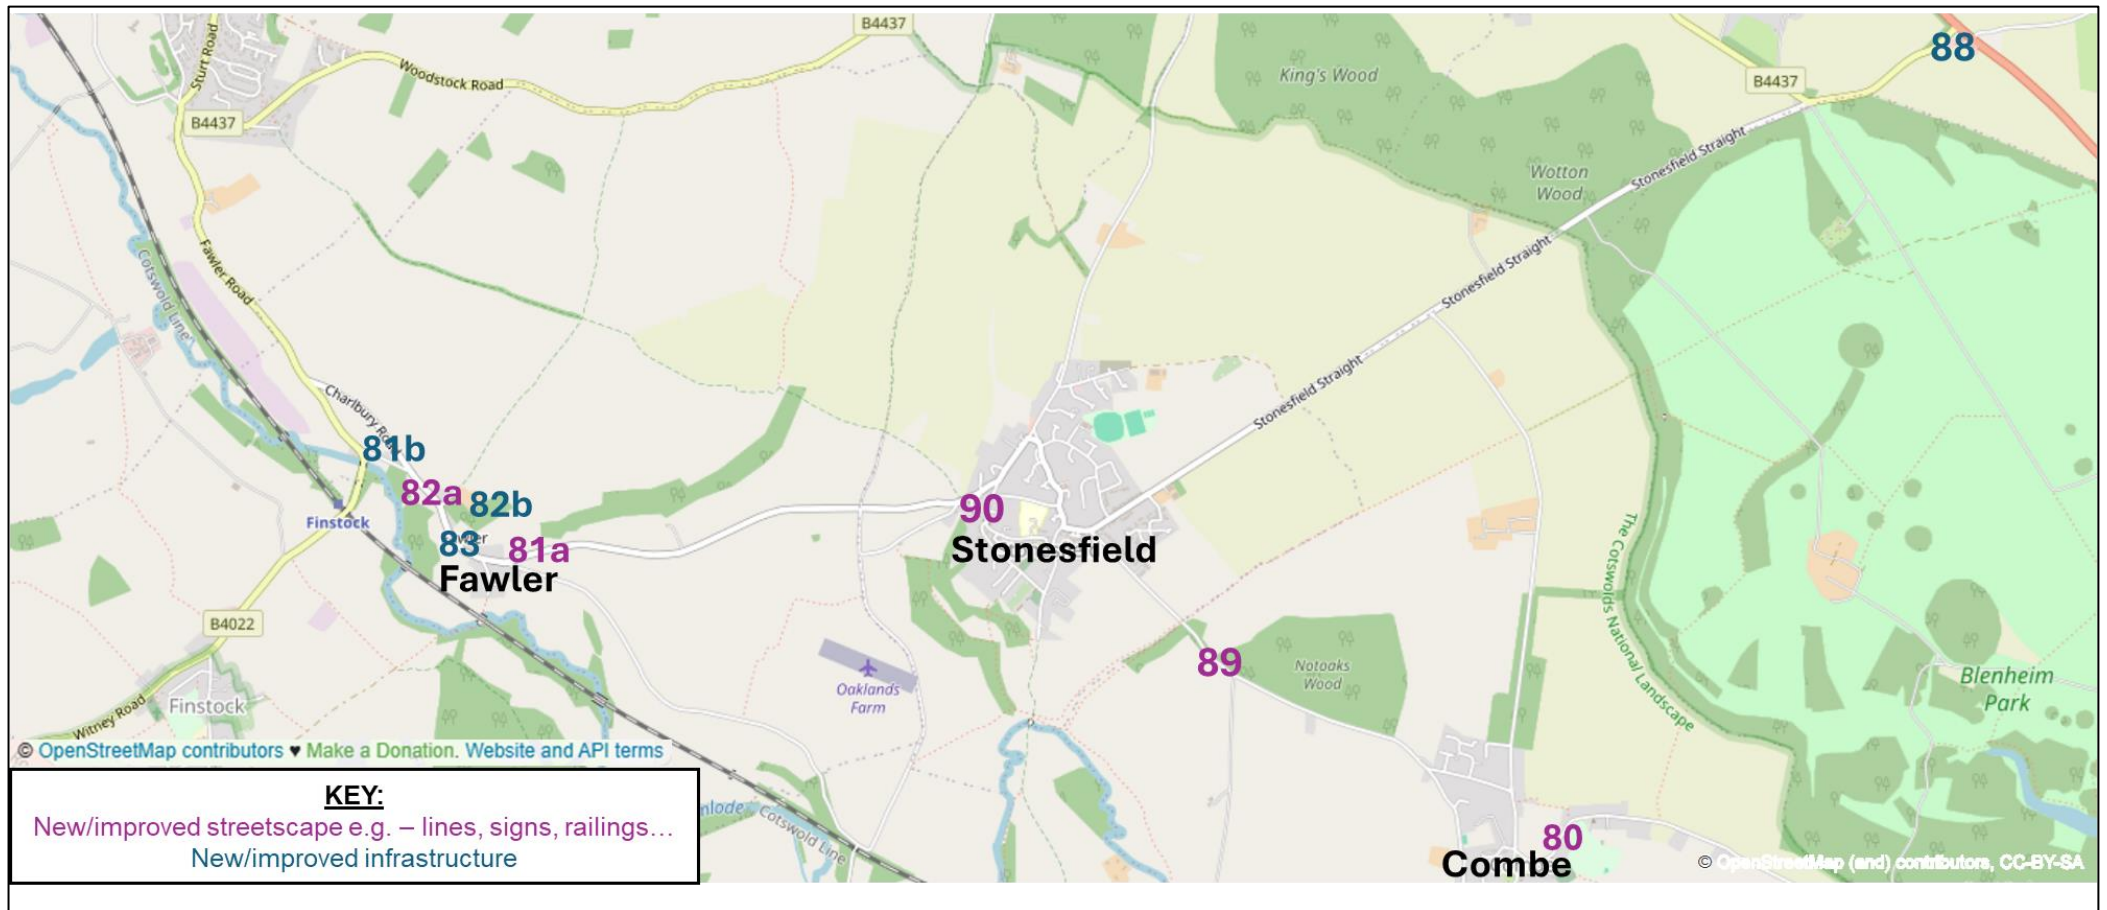 B4437
88
Sturt Road
Woodstock Road
King's Wood
B4437
B4437
Stonesfield Straight
Wotton
Wood
Fawler Road
Cotswold Line
Stonesfield Straight
Charlbury
Stonesfield Straight
81b
82a
82b
90
Finstock
83
81a
Stonesfield
Fawler
The Cotswolds National Landscape
B4022
89
Notoaks
Wood
Oaklands
Farm
Blenheim
Park
Finstock
Witney Road
© OpenStreetMap contributors ♥ Make a Donation. Website and API terms
KEY:
New/improved streetscape e.g. – lines, signs, railings…
New/improved infrastructure
Cotswold Line
80
Combe
© OpenStreetMap (and) contributors, CC-BY-SA